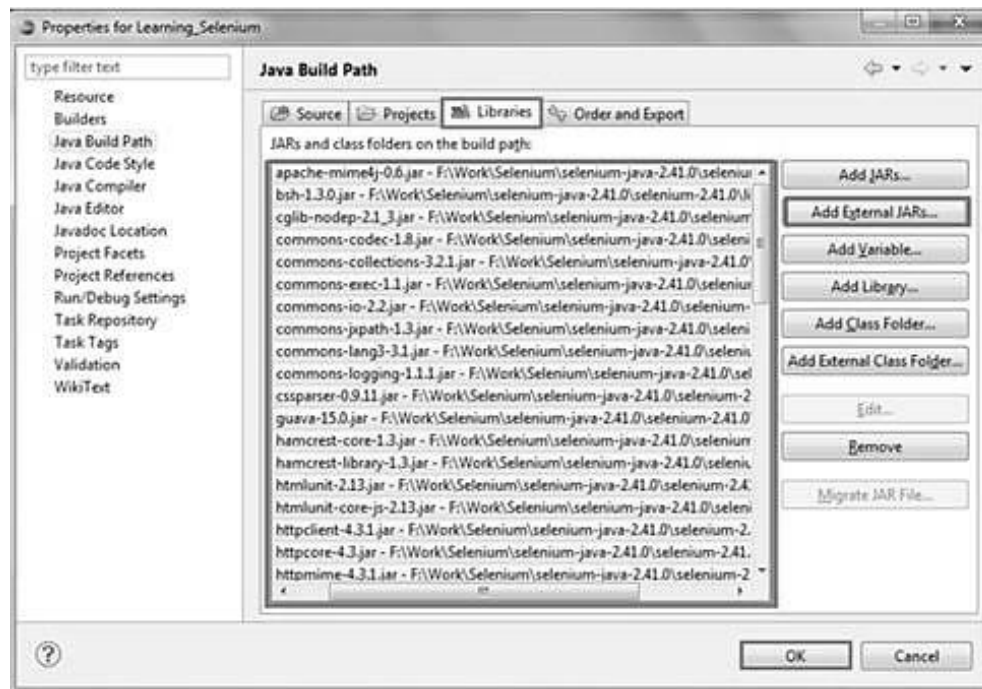 Properties for Learning_Selenium
type filter text
Resource
Builders
Java Build Path
Java Code Style
Java Compiler
Java Editor
Javadoc Location
Project Facets
Project References
Run/Debug Settings
Task Repository
Task Tags
Validation
WikiText
Java Build Path
Source Projects Libraries Order and Export
JARs and class folders on the build path:
apache-mime4j-0.6.jar - F:\Work\Selenium\selenium-java-2.41.0\seleniu
bsh-1.3.0.jar - F:\Work\Selenium\selenium-java-2.41.0\selenium-2.41.0\
cglib-nodep-2.1_3.jar - F:\Work\Selenium\selenium-java-2.41.0\selenium
commons-codec-1.8.jar - F:\Work\Selenium\selenium-java-2.41.0\seleni
commons-collections-3.2.1.jar - F:\Work\Selenium\selenium-java-2.41.0
commons-exec-1.1.jar - F:\Work\Selenium\selenium-java-2.41.0\seleniu
commons-io-2.2.jar - F:\Work\Selenium\selenium-java-2.41.0\selenium-
commons-jxpath-1.3.jar - F:\Work\Selenium\selenium-java-2.41.0\seleni
commons-lang3-3.1.jar - F:\Work\Selenium\selenium-java-2.41.0\seleni
commons-logging-1.1.1.jar - F:\Work\Selenium\selenium-java-2.41.0\sel
cssparser-0.9.11.jar - F:\Work\Selenium\selenium-java-2.41.0\selenium-2
guava-15.0.jar - F:\Work\Selenium\selenium-java-2.41.0\selenium-2.41.0
hamcrest-core-1.3.jar - F:\Work\Selenium\selenium-java-2.41.0\selenium
hamcrest-library-1.3.jar - F:\Work\Selenium\selenium-java-2.41.0\seleni
htmlunit-2.13.jar - F:\Work\Selenium\selenium-java-2.41.0\selenium-2.4
htmlunit-core-js-2.13.jar - F:\Work\Selenium\selenium-java-2.41.0\seleni
httpclient-4.3.1.jar - F:\Work\Selenium\selenium-java-2.41.0\selenium-2.
httpcore-4.3.jar - F:\Work\Selenium\selenium-java-2.41.0\selenium-2.41.
httpmime-4.3.1.jar - F:\Work\Selenium\selenium-java-2.41.0\selenium-2
Add JARs...
Add External JARs...
Add Variable...
Add Library...
Add Class Folder...
Add External Class Folder...
Edit...
Remove
Migrate JAR File...
?
OK Cancel